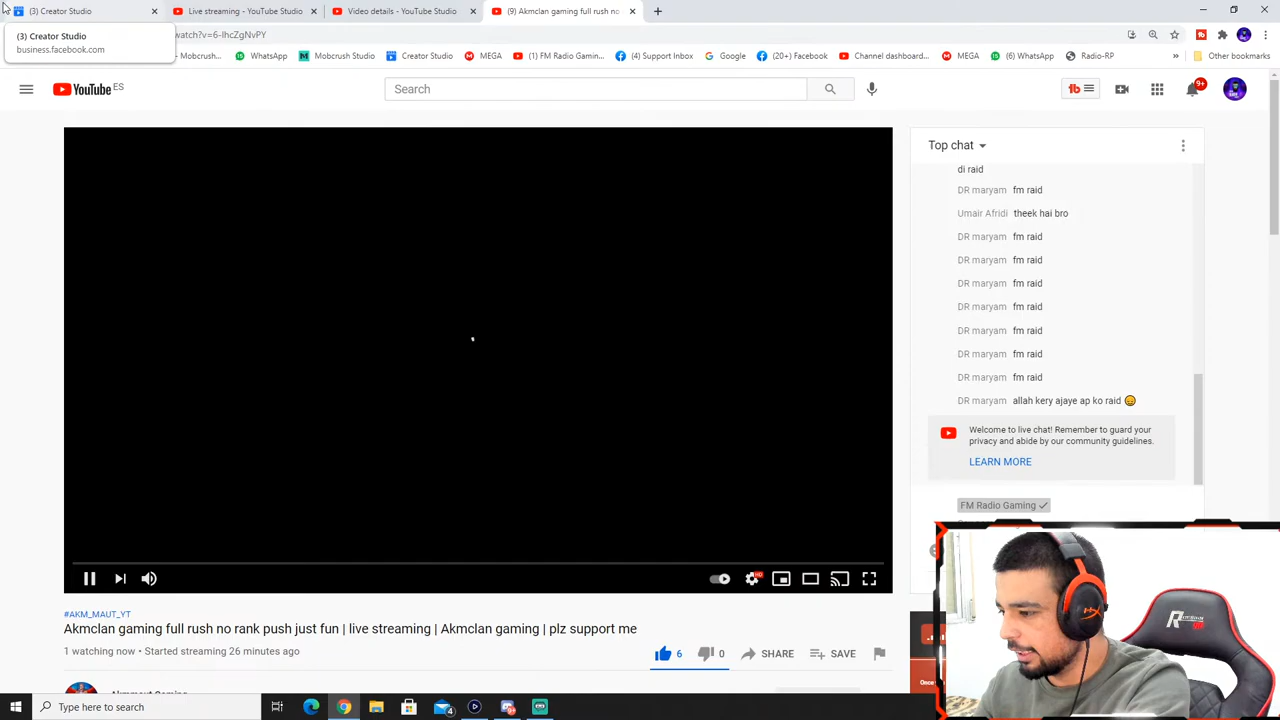 (3) Creator Studio
Live streaming - YouTube Studio
Video details - YouTube Studio
(9) Akmclan gaming full rush no
(3) Creator Studio
business.facebook.com
watch?v=6-IhcZgNvPY
Mobcrush...
WhatsApp
Mobcrush Studio
Creator Studio
MEGA
(1) FM Radio Gamin...
(4) Support Inbox
Google
(20+) Facebook
Channel dashboard...
MEGA
(6) WhatsApp
Radio-RP
»
Other bookmarks
YouTube ES
Search
tb
9+
Top chat
di raid
DR maryam fm raid
Umair Afridi theek hai bro
DR maryam fm raid
DR maryam fm raid
DR maryam fm raid
DR maryam fm raid
DR maryam fm raid
DR maryam fm raid
DR maryam fm raid
DR maryam allah kery ajaye ap ko raid 😄
Welcome to live chat! Remember to guard your
privacy and abide by our community guidelines.
LEARN MORE
FM Radio Gaming ✓
HD
#AKM_MAUT_YT
Akmclan gaming full rush no rank push just fun | live streaming | Akmclan gaming | plz support me
1 watching now • Started streaming 26 minutes ago
6
0
SHARE
SAVE
Akmmaut Gaming
Once
Type here to search